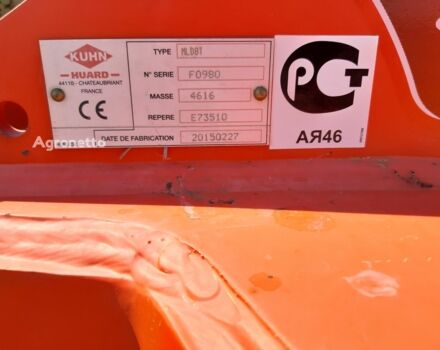 KUHN
HUARD
44110 - CHATEAUBRIANT
FRANCE
CE
TYPE MLD8T
N° SERIE F0980
MASSE 4616
REPERE E73510
DATE DE FABRICATION 20150227
РСТ
АЯ46
Agronetto